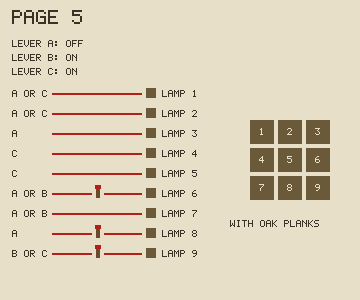 PAGE 5
LEVER A: OFF
LEVER B: ON
LEVER C: ON
A OR C LAMP 1
A OR C LAMP 2
A LAMP 3
C LAMP 4
C LAMP 5
A OR B LAMP 6
A OR B LAMP 7
A LAMP 8
B OR C LAMP 9
1 2 3
4 5 6
7 8 9
WITH OAK PLANKS